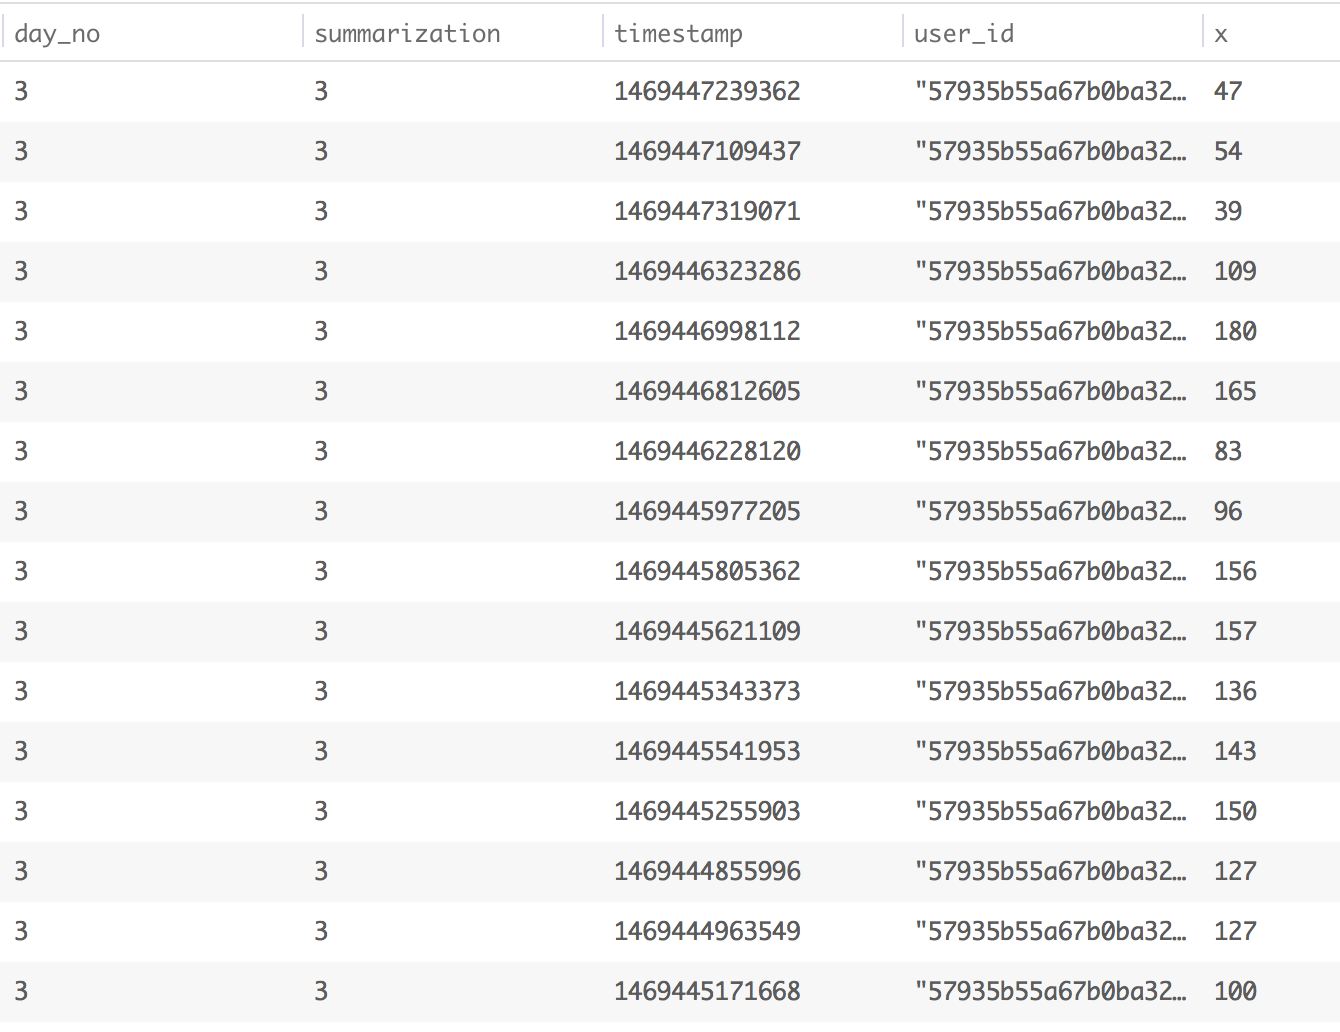 day_no summarization timestamp user_id x
3 3 1469447239362 "57935b55a67b0ba32… 47
3 3 1469447109437 "57935b55a67b0ba32… 54
3 3 1469447319071 "57935b55a67b0ba32… 39
3 3 1469446323286 "57935b55a67b0ba32… 109
3 3 1469446998112 "57935b55a67b0ba32… 180
3 3 1469446812605 "57935b55a67b0ba32… 165
3 3 1469446228120 "57935b55a67b0ba32… 83
3 3 1469445977205 "57935b55a67b0ba32… 96
3 3 1469445805362 "57935b55a67b0ba32… 156
3 3 1469445621109 "57935b55a67b0ba32… 157
3 3 1469445343373 "57935b55a67b0ba32… 136
3 3 1469445541953 "57935b55a67b0ba32… 143
3 3 1469445255903 "57935b55a67b0ba32… 150
3 3 1469444855996 "57935b55a67b0ba32… 127
3 3 1469444963549 "57935b55a67b0ba32… 127
3 3 1469445171668 "57935b55a67b0ba32… 100